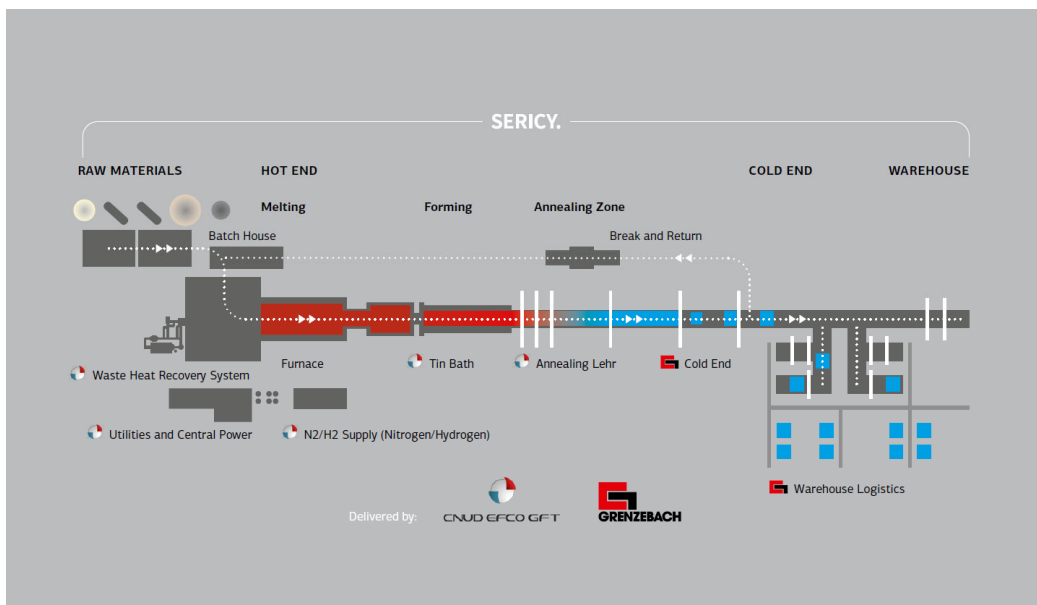 SERICY.
RAW MATERIALS
HOT END
COLD END
WAREHOUSE
Melting
Forming
Annealing Zone
Batch House
Break and Return
Furnace
Tin Bath
Annealing Lehr
Cold End
Waste Heat Recovery System
Utilities and Central Power
N2/H2 Supply (Nitrogen/Hydrogen)
Warehouse Logistics
Delivered by:
CNUD EFCO GFT
GRENZEBACH